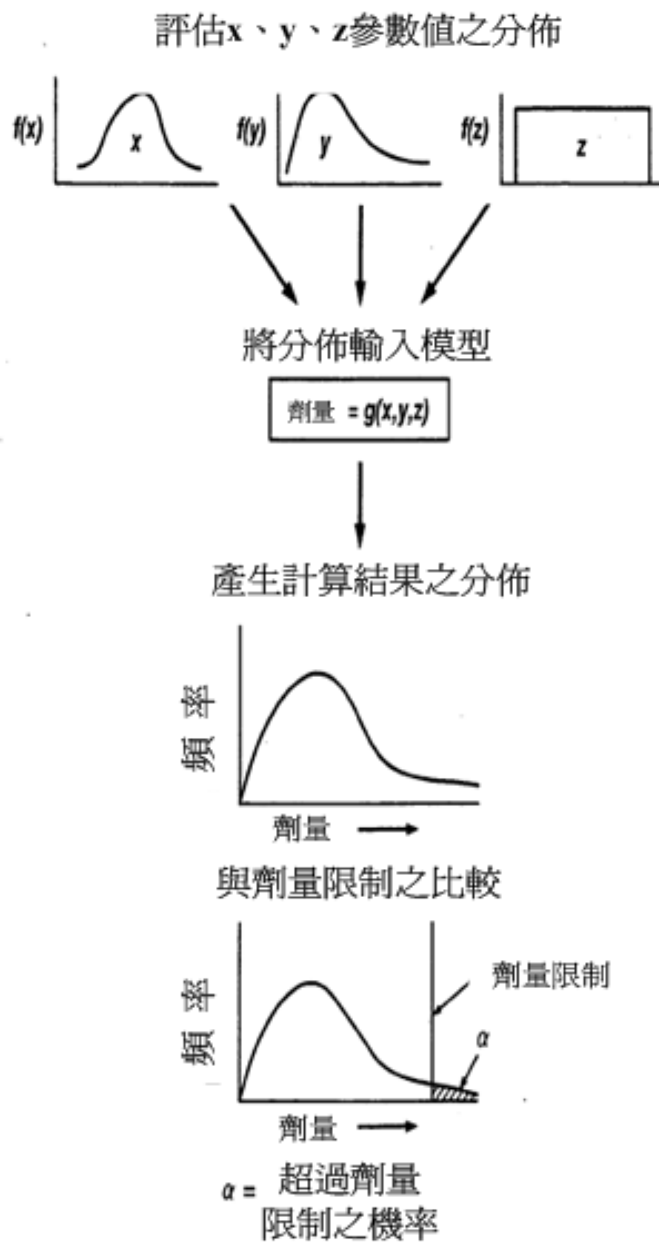 評估x、y、z參數值之分佈
f(x) x f(y) y f(z) z
將分佈輸入模型
劑量 = g(x,y,z)
產生計算結果之分佈
頻率
劑量
與劑量限制之比較
頻率
劑量限制
α
劑量
α = 超過劑量
限制之機率